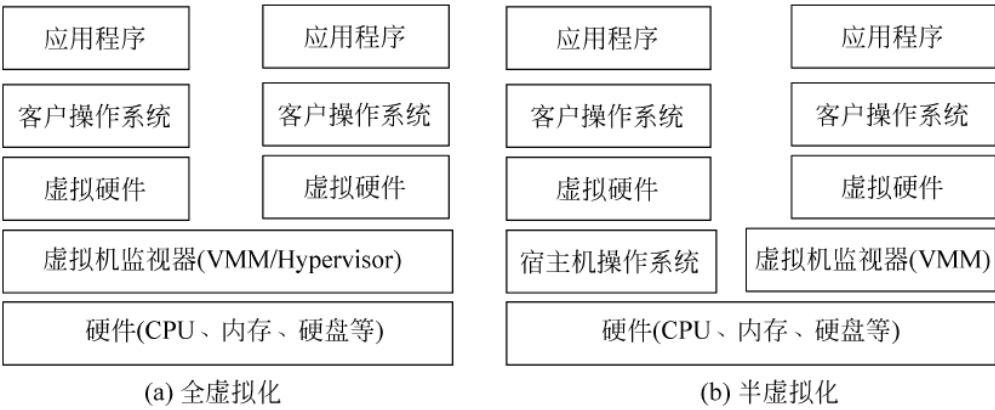 应用程序
应用程序
客户操作系统
客户操作系统
虚拟硬件
虚拟硬件
虚拟机监视器(VMM/Hypervisor)
硬件(CPU、内存、硬盘等)
(a) 全虚拟化
应用程序
应用程序
客户操作系统
客户操作系统
虚拟硬件
虚拟硬件
宿主机操作系统
虚拟机监视器(VMM)
硬件(CPU、内存、硬盘等)
(b) 半虚拟化